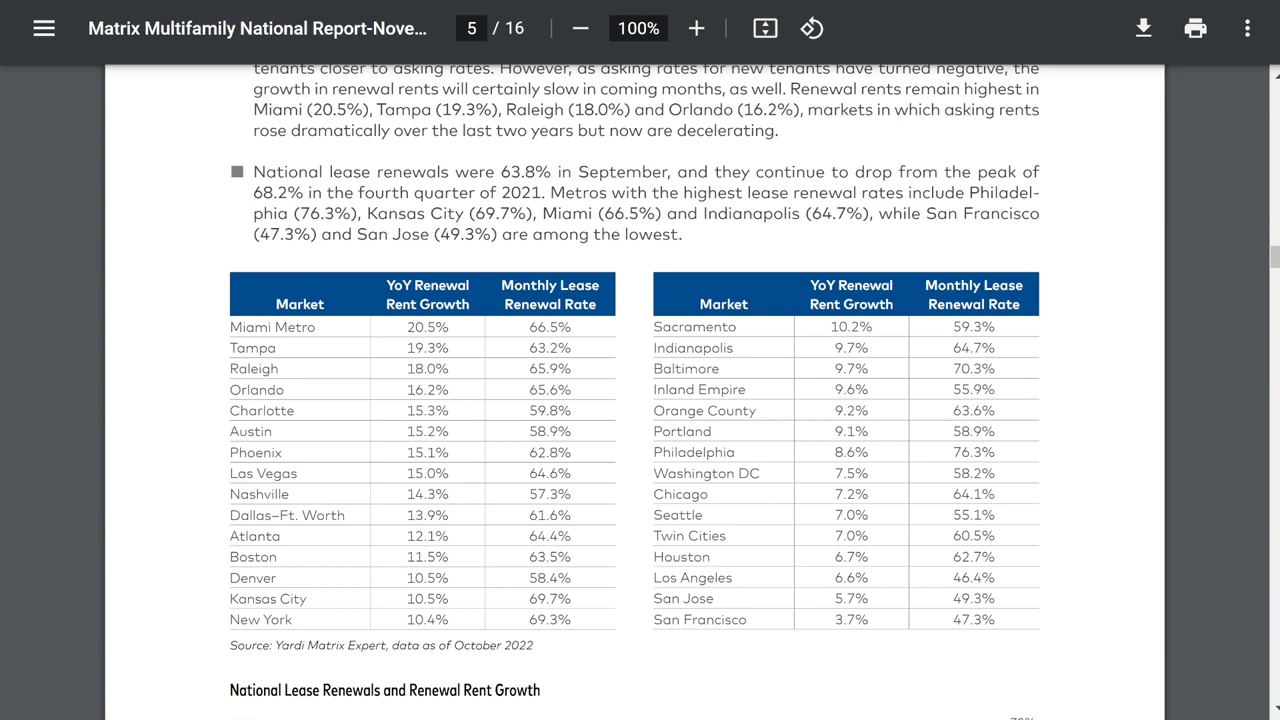 Matrix Multifamily National Report-Nove...
5 / 16
100%
tenants closer to asking rates. However, as asking rates for new tenants have turned negative, the
growth in renewal rents will certainly slow in coming months, as well. Renewal rents remain highest in
Miami (20.5%), Tampa (19.3%), Raleigh (18.0%) and Orlando (16.2%), markets in which asking rents
rose dramatically over the last two years but now are decelerating.
■ National lease renewals were 63.8% in September, and they continue to drop from the peak of
68.2% in the fourth quarter of 2021. Metros with the highest lease renewal rates include Philadel-
phia (76.3%), Kansas City (69.7%), Miami (66.5%) and Indianapolis (64.7%), while San Francisco
(47.3%) and San Jose (49.3%) are among the lowest.
YoY Renewal Monthly Lease
Market Rent Growth Renewal Rate
Miami Metro 20.5% 66.5%
Tampa 19.3% 63.2%
Raleigh 18.0% 65.9%
Orlando 16.2% 65.6%
Charlotte 15.3% 59.8%
Austin 15.2% 58.9%
Phoenix 15.1% 62.8%
Las Vegas 15.0% 64.6%
Nashville 14.3% 57.3%
Dallas–Ft. Worth 13.9% 61.6%
Atlanta 12.1% 64.4%
Boston 11.5% 63.5%
Denver 10.5% 58.4%
Kansas City 10.5% 69.7%
New York 10.4% 69.3%
YoY Renewal Monthly Lease
Market Rent Growth Renewal Rate
Sacramento 10.2% 59.3%
Indianapolis 9.7% 64.7%
Baltimore 9.7% 70.3%
Inland Empire 9.6% 55.9%
Orange County 9.2% 63.6%
Portland 9.1% 58.9%
Philadelphia 8.6% 76.3%
Washington DC 7.5% 58.2%
Chicago 7.2% 64.1%
Seattle 7.0% 55.1%
Twin Cities 7.0% 60.5%
Houston 6.7% 62.7%
Los Angeles 6.6% 46.4%
San Jose 5.7% 49.3%
San Francisco 3.7% 47.3%
Source: Yardi Matrix Expert, data as of October 2022
National Lease Renewals and Renewal Rent Growth